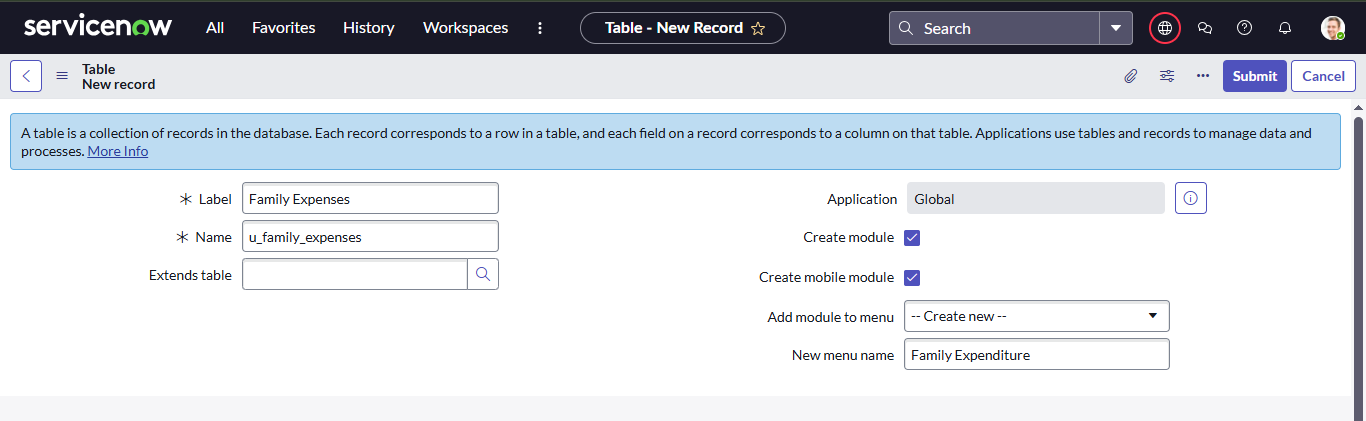 servicenow All Favorites History Workspaces Table - New Record Search
Table
New record
Submit Cancel
A table is a collection of records in the database. Each record corresponds to a row in a table, and each field on a record corresponds to a column on that table. Applications use tables and records to manage data and
processes. More Info
Label Family Expenses
Application Global
Name u_family_expenses
Create module
Extends table
Create mobile module
Add module to menu -- Create new --
New menu name Family Expenditure